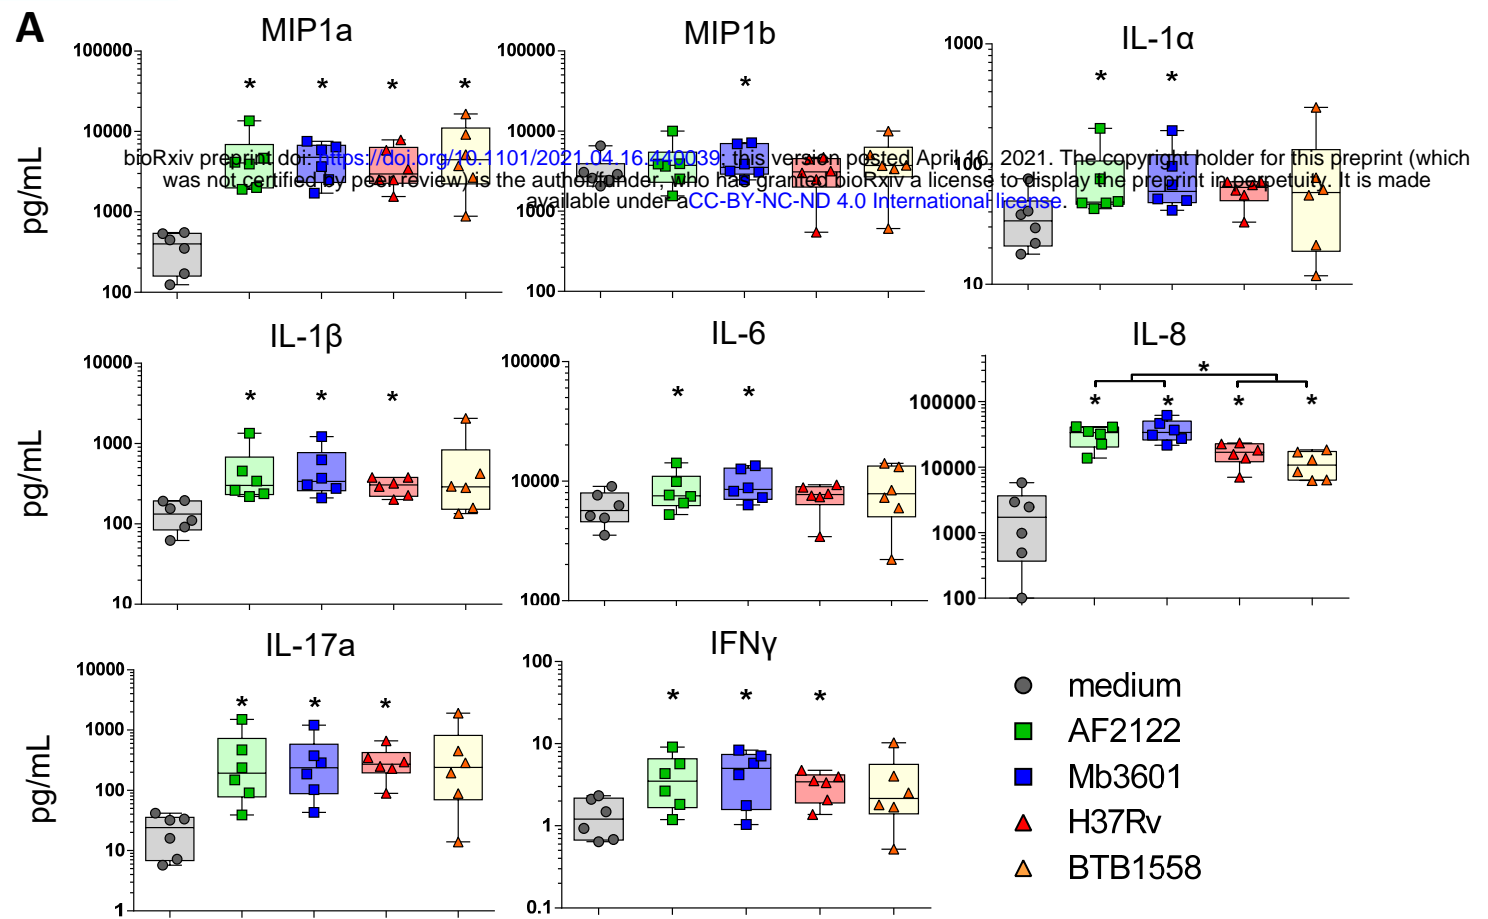 A
MIP1a
MIP1b
IL-1α
100000
10000
1000
100
pg/mL
* * * *
100000
10000
1000
100
*
1000
100
10
* *
bioRxiv preprint doi: https://doi.org/10.1101/2021.04.16.440039; this version posted April 16, 2021. The copyright holder for this preprint (which
was not certified by peer review) is the author/funder, who has granted bioRxiv a license to display the preprint in perpetuity. It is made
available under aCC-BY-NC-ND 4.0 International license.
IL-1β
IL-6
IL-8
10000
1000
100
10
pg/mL
* * *
100000
10000
1000
* *
100000
10000
1000
100
*
* * * *
IL-17a
IFNγ
10000
1000
100
10
1
pg/mL
* * *
100
10
1
0.1
* * *
medium
AF2122
Mb3601
H37Rv
BTB1558